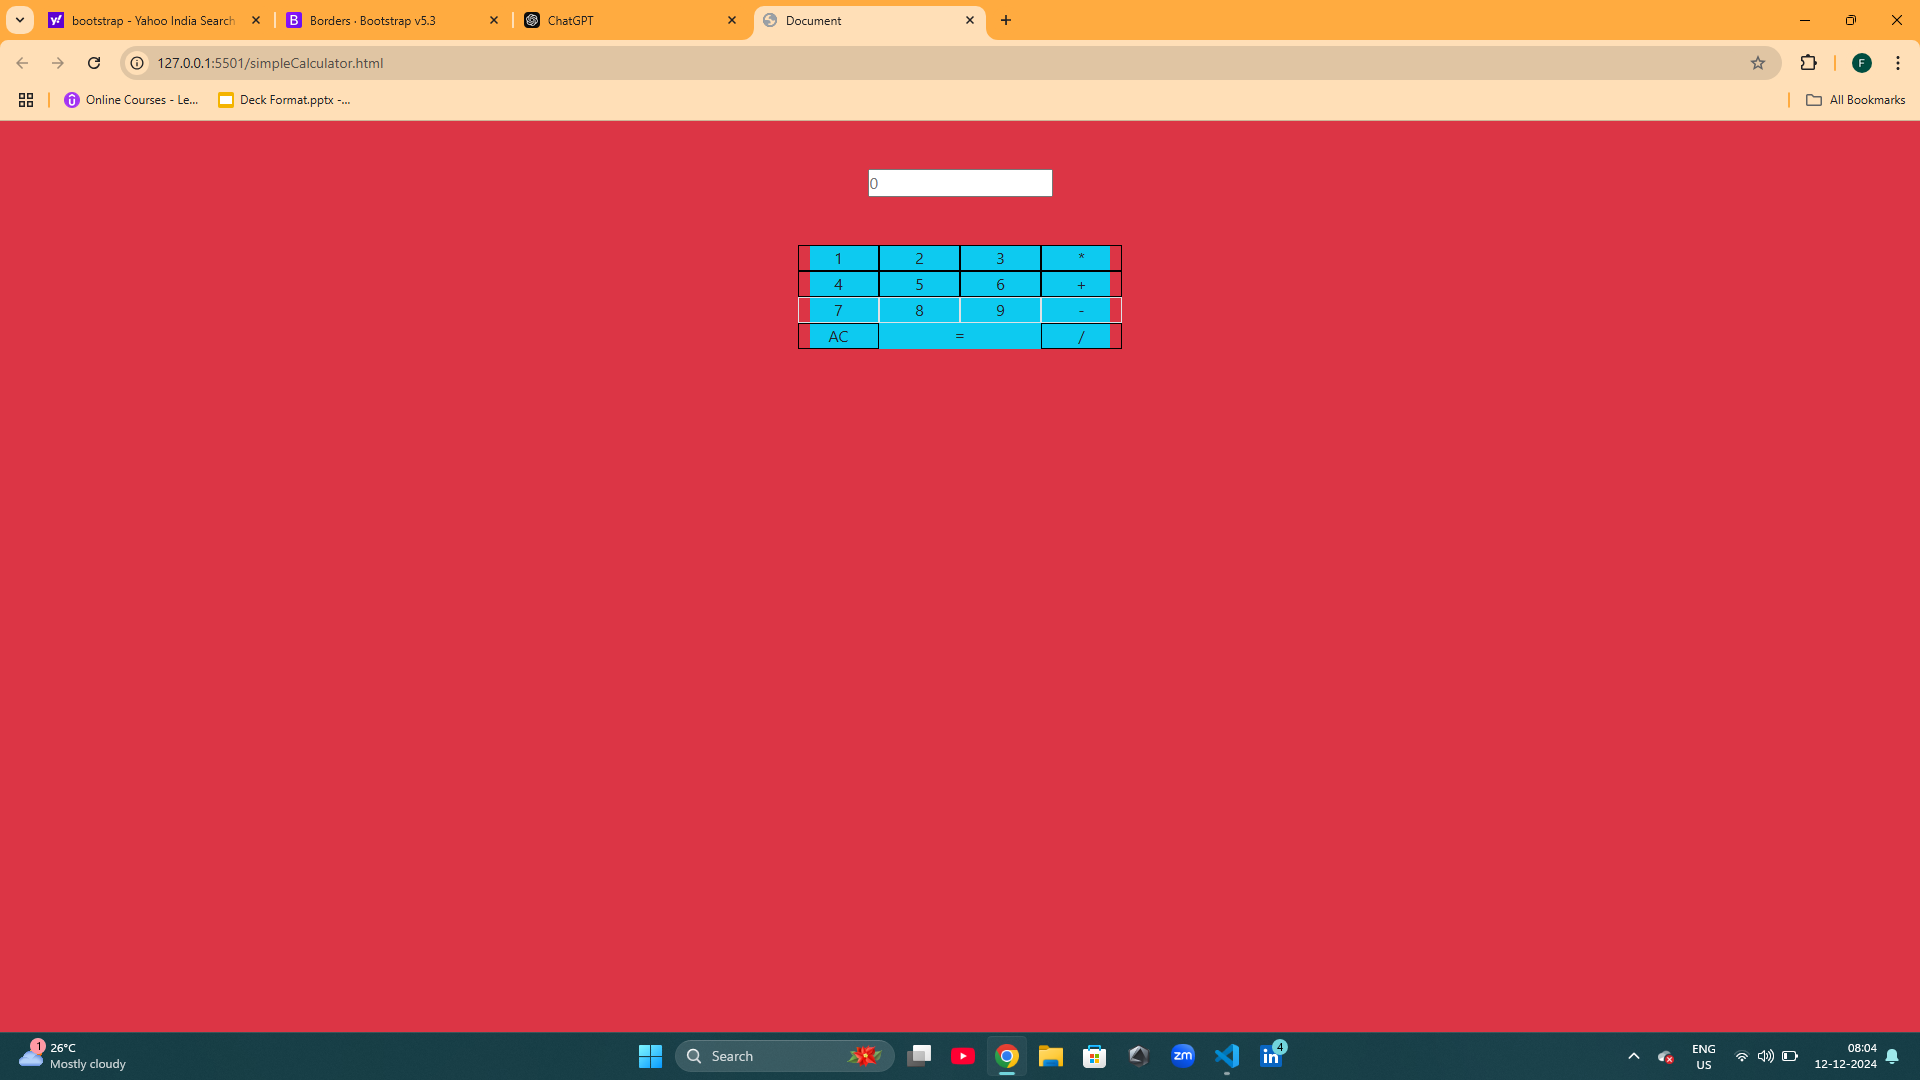 bootstrap - Yahoo India Search
Borders · Bootstrap v5.3
ChatGPT
Document
127.0.0.1:5501/simpleCalculator.html
F
Online Courses - Le...
Deck Format.pptx -...
All Bookmarks
0
1 2 3 *
4 5 6 +
7 8 9 -
AC = /
1
26°C
Mostly cloudy
Search
zm
in
4
ENG
US
08:04
12-12-2024